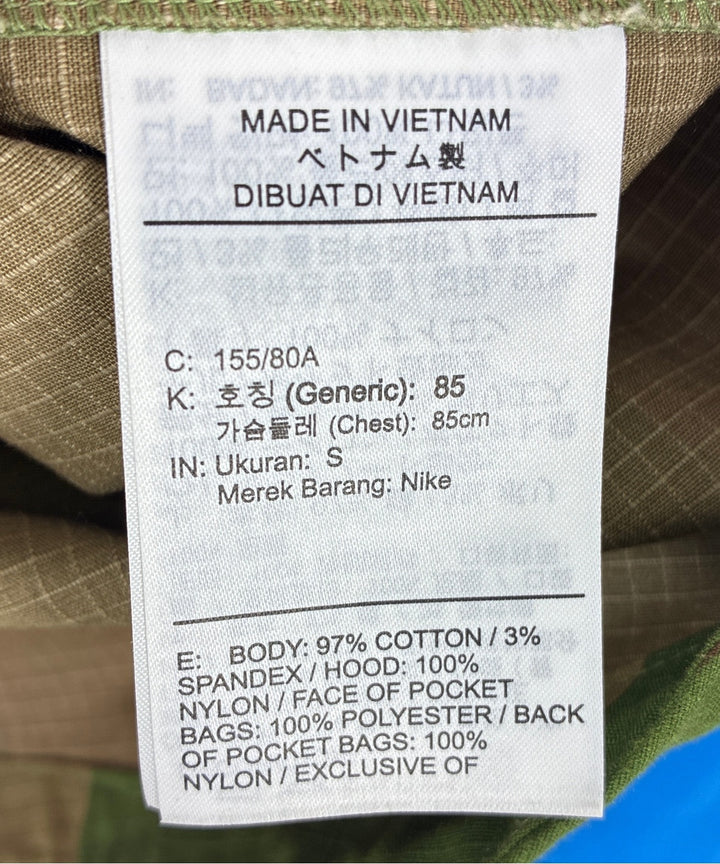 MADE IN VIETNAM
ベトナム製
DIBUAT DI VIETNAM
C: 155/80A
K: 호칭 (Generic): 85
가슴둘레 (Chest): 85cm
IN: Ukuran: S
Merek Barang: Nike
E: BODY: 97% COTTON / 3%
SPANDEX / HOOD: 100%
NYLON / FACE OF POCKET
BAGS: 100% POLYESTER / BACK
OF POCKET BAGS: 100%
NYLON / EXCLUSIVE OF